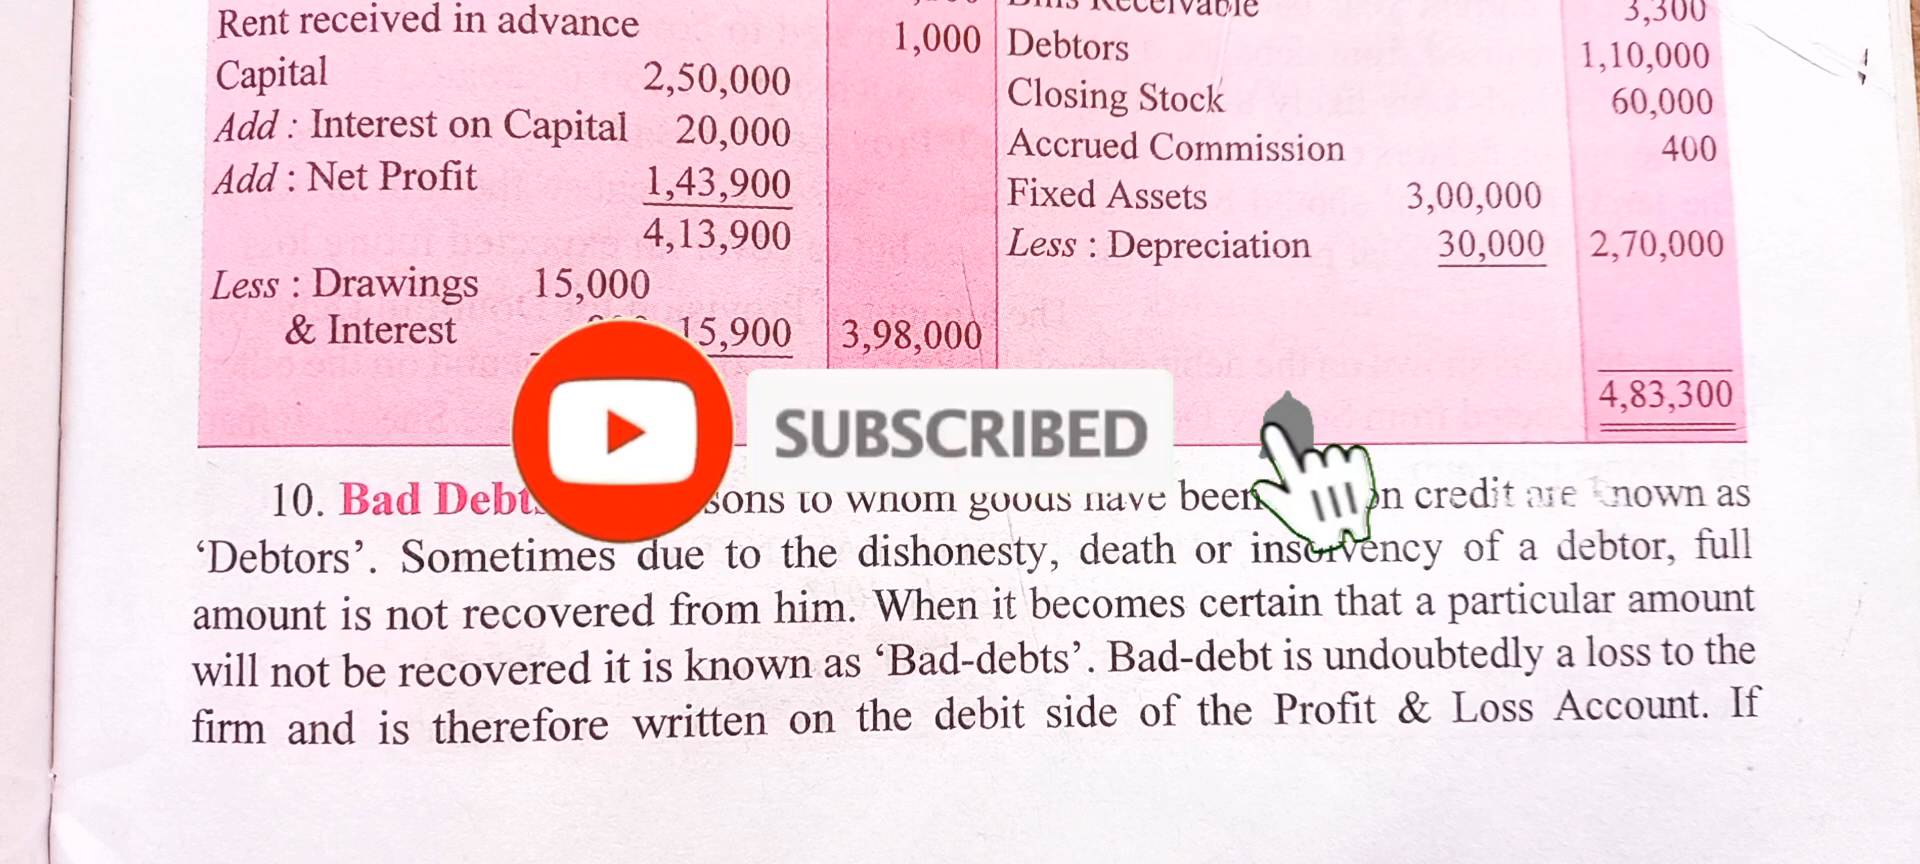 Rent received in advance 1,000
Capital 2,50,000
Add : Interest on Capital 20,000
Add : Net Profit 1,43,900
4,13,900
Less : Drawings 15,000
& Interest 15,900 3,98,000
Bills Receivable 3,300
Debtors 1,10,000
Closing Stock 60,000
Accrued Commission 400
Fixed Assets 3,00,000
Less : Depreciation 30,000 2,70,000
4,83,300
SUBSCRIBED
10. Bad Debts sons to whom goods have been on credit are known as
‘Debtors’. Sometimes due to the dishonesty, death or insolvency of a debtor, full
amount is not recovered from him. When it becomes certain that a particular amount
will not be recovered it is known as ‘Bad-debts’. Bad-debt is undoubtedly a loss to the
firm and is therefore written on the debit side of the Profit & Loss Account. If